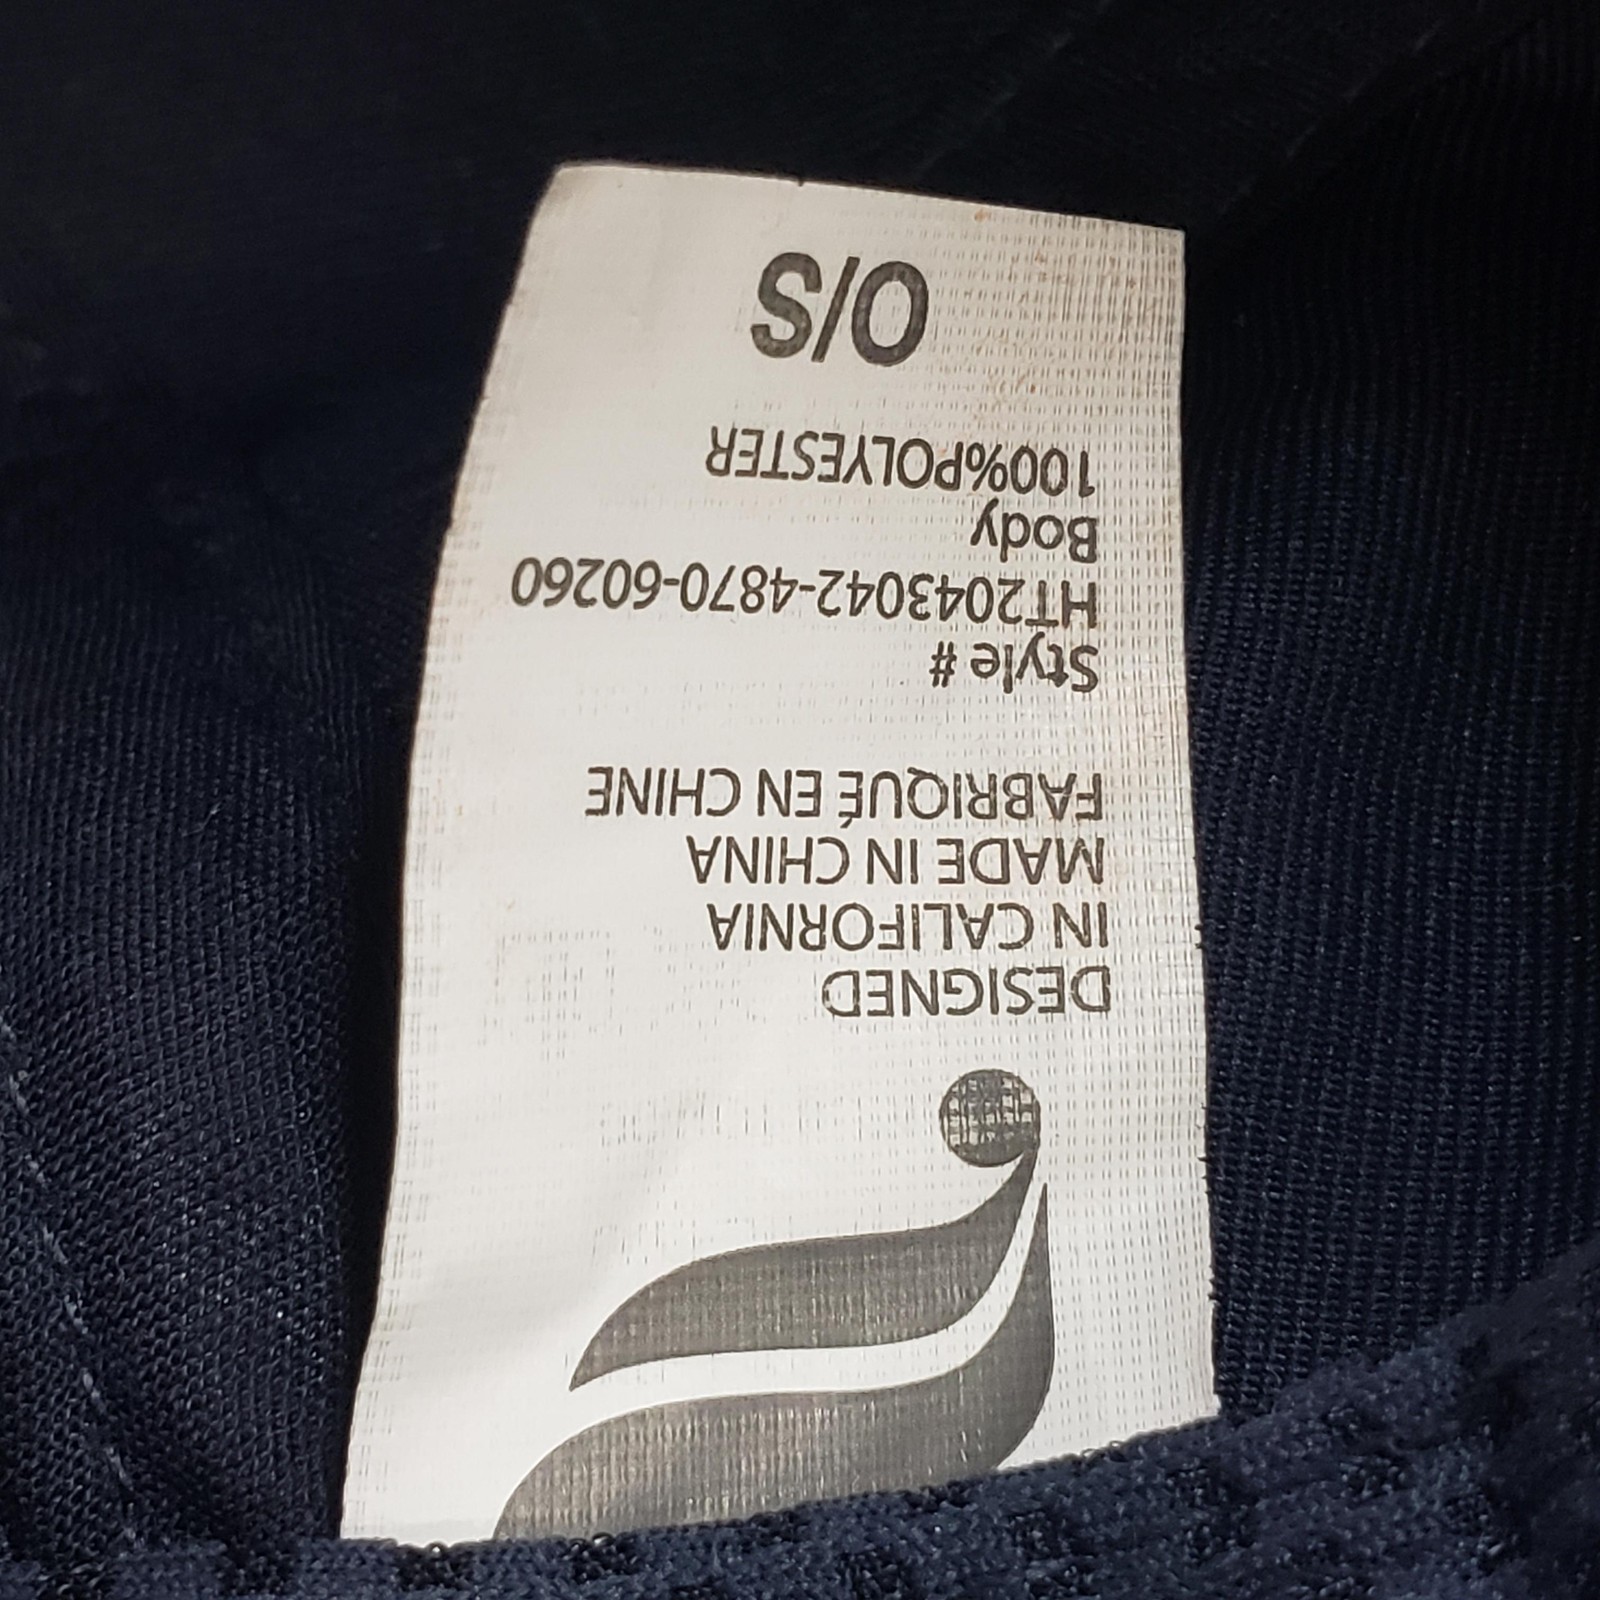 DESIGNED
IN CALIFORNIA
MADE IN CHINA
FABRIQUÉ EN CHINE
Style #
HT2043042-4870-60260
Body
100%POLYESTER
O/S